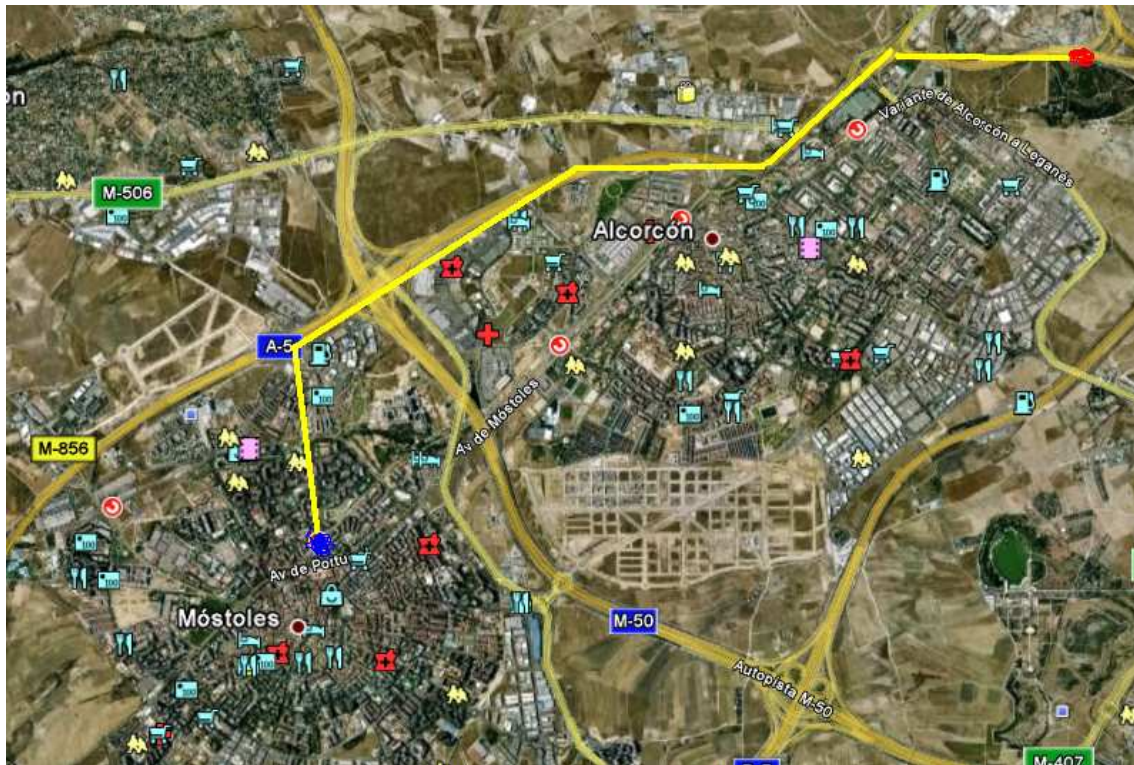 ón
M-506
Variante de Alcorcón a Leganés
Alcorcón
A-5
Av de Móstoles
M-856
Av de Portu
Móstoles
M-50
Autopista M-50
M-407